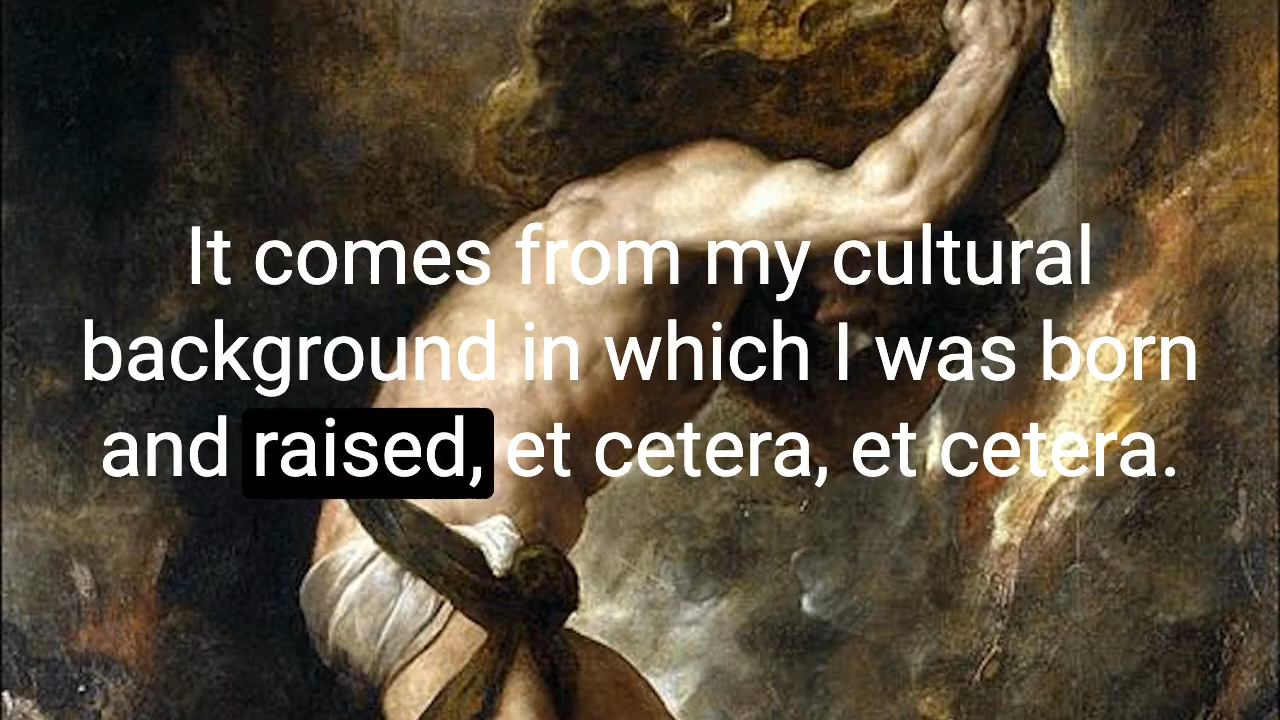 It comes from my cultural
background in which I was born
and raised, et cetera, et cetera.